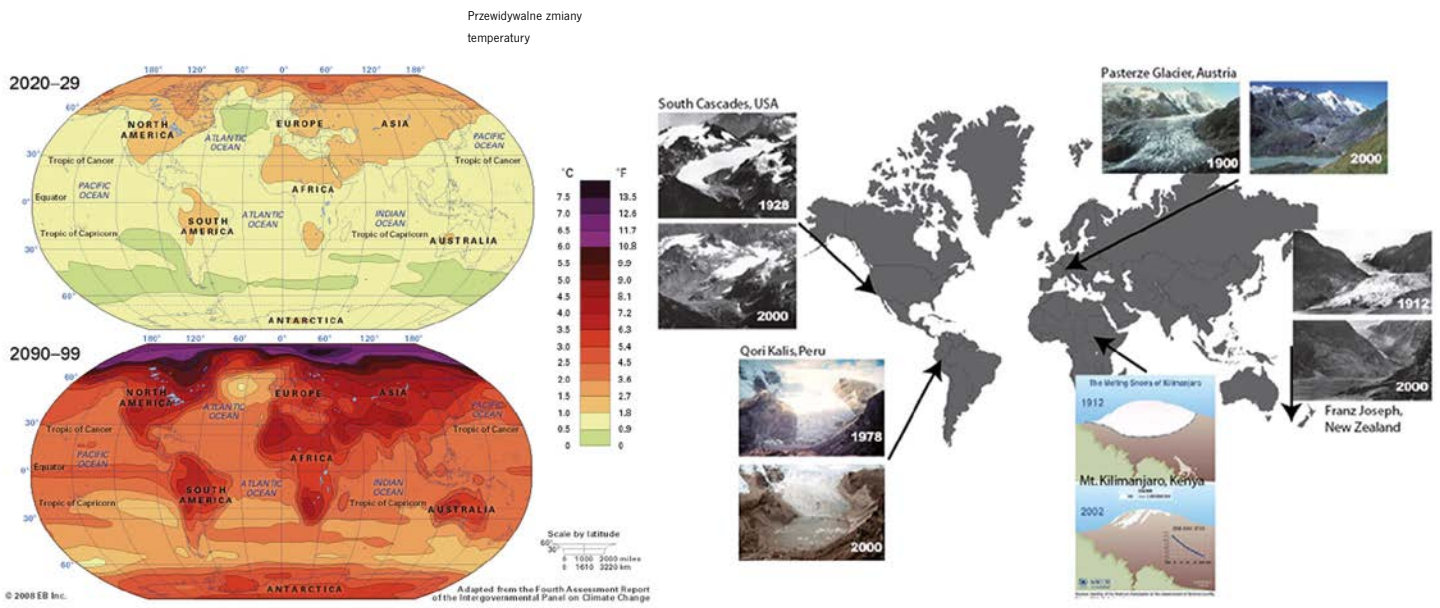 Przewidywalne zmiany
temperatury
2020–29
180° 120° 60° 0° 60° 120° 180°
60°
NORTH
AMERICA
ATLANTIC
OCEAN
EUROPE
ASIA
PACIFIC
OCEAN
30°
Tropic of Cancer
Tropic of Cancer
AFRICA
PACIFIC
OCEAN
Equator
0°
SOUTH
AMERICA
ATLANTIC
OCEAN
INDIAN
OCEAN
Tropic of Capricorn
Tropic of Capricorn
AUSTRALIA
30°
60°
ANTARCTICA
2090–99
180° 120° 60° 0° 60° 120° 180°
60°
NORTH
AMERICA
ATLANTIC
OCEAN
EUROPE
ASIA
PACIFIC
OCEAN
30°
Tropic of Cancer
Tropic of Cancer
AFRICA
PACIFIC
OCEAN
Equator
0°
SOUTH
AMERICA
ATLANTIC
OCEAN
INDIAN
OCEAN
Tropic of Capricorn
Tropic of Capricorn
AUSTRALIA
30°
60°
ANTARCTICA
© 2008 EB Inc.
°C °F
7.5 13.5
7.0 12.6
6.5 11.7
6.0 10.8
5.5 9.9
5.0 9.0
4.5 8.1
4.0 7.2
3.5 6.3
3.0 5.4
2.5 4.5
2.0 3.6
1.5 2.7
1.0 1.8
0.5 0.9
0 0
Scale by latitude
60°
30°
0 1000 2000 miles
0 1610 3220 km
Adapted from the Fourth Assessment Report
of the Intergovernmental Panel on Climate Change
South Cascades, USA
1928
2000
Qori Kalis, Peru
1978
2000
Pasterze Glacier, Austria
1900
2000
1912
2000
Franz Joseph,
New Zealand
The Melting Snows of Kilimanjaro
1912
Mt. Kilimanjaro, Kenya
2002